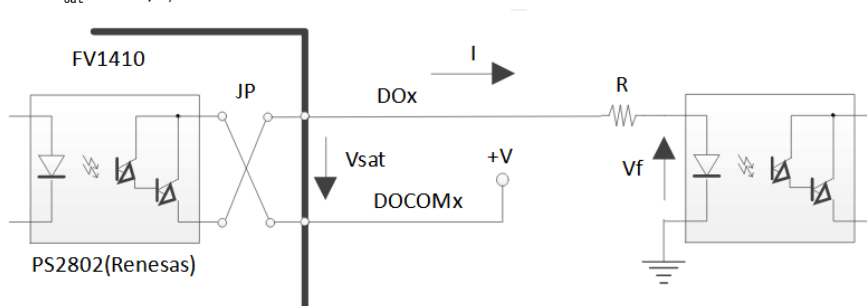 FV1410
I
JP
DOx
R
Vsat
+V
Vf
DOCOMx
PS2802(Renesas)